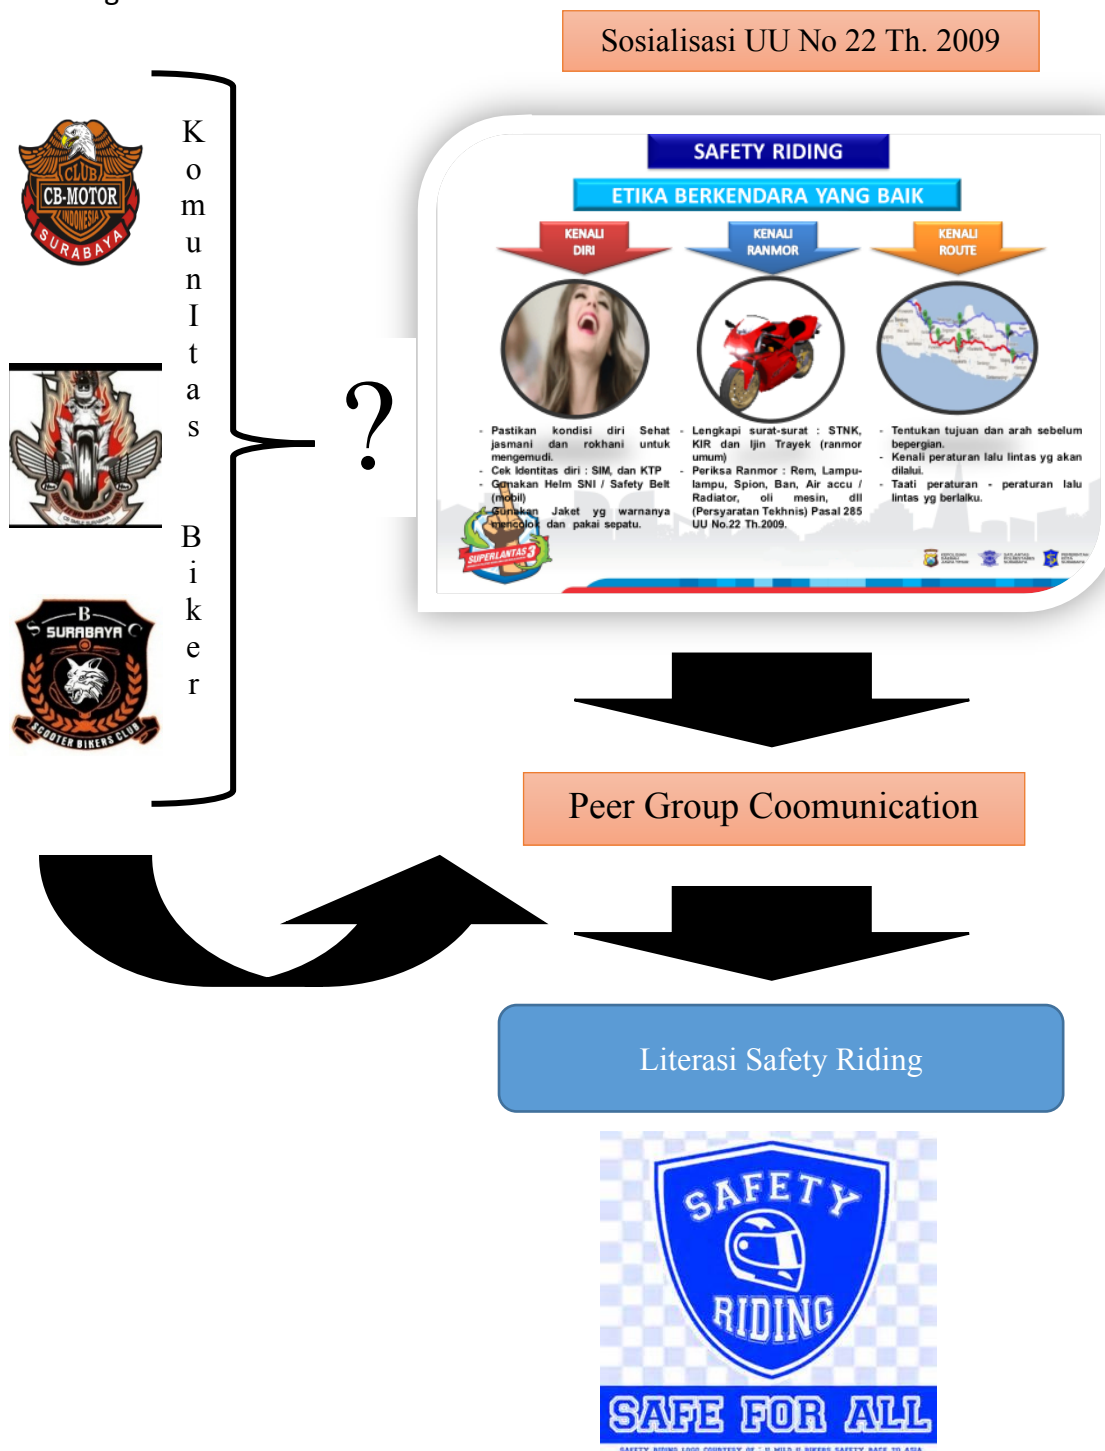 Sosialisasi UU No 22 Th. 2009
KomunItas Biker
CLUB
CB-MOTOR
INDONESIA
SURABAYA
S B C
SURABAYA
SCOOTER BIKERS CLUB
?
SAFETY RIDING
ETIKA BERKENDARA YANG BAIK
KENALI
DIRI
KENALI
RANMOR
KENALI
ROUTE
- Pastikan kondisi diri Sehat
jasmani dan rokhani untuk
mengemudi.
- Cek Identitas diri : SIM, dan KTP
- Gunakan Helm SNI / Safety Belt
(mobil)
- Gunakan Jaket yg warnanya
mencolok dan pakai sepatu.
- Lengkapi surat-surat : STNK,
KIR dan Ijin Trayek (ranmor
umum)
- Periksa Ranmor : Rem, Lampu-
lampu, Spion, Ban, Air accu /
Radiator, oli mesin, dll
(Persyaratan Tekhnis) Pasal 285
UU No.22 Th.2009.
- Tentukan tujuan dan arah sebelum
bepergian.
- Kenali peraturan lalu lintas yg akan
dilalui.
- Taati peraturan - peraturan lalu
lintas yg berlalku.
SUPERLANTAS 3
Peer Group Coomunication
Literasi Safety Riding
SAFETY
RIDING
SAFE FOR ALL